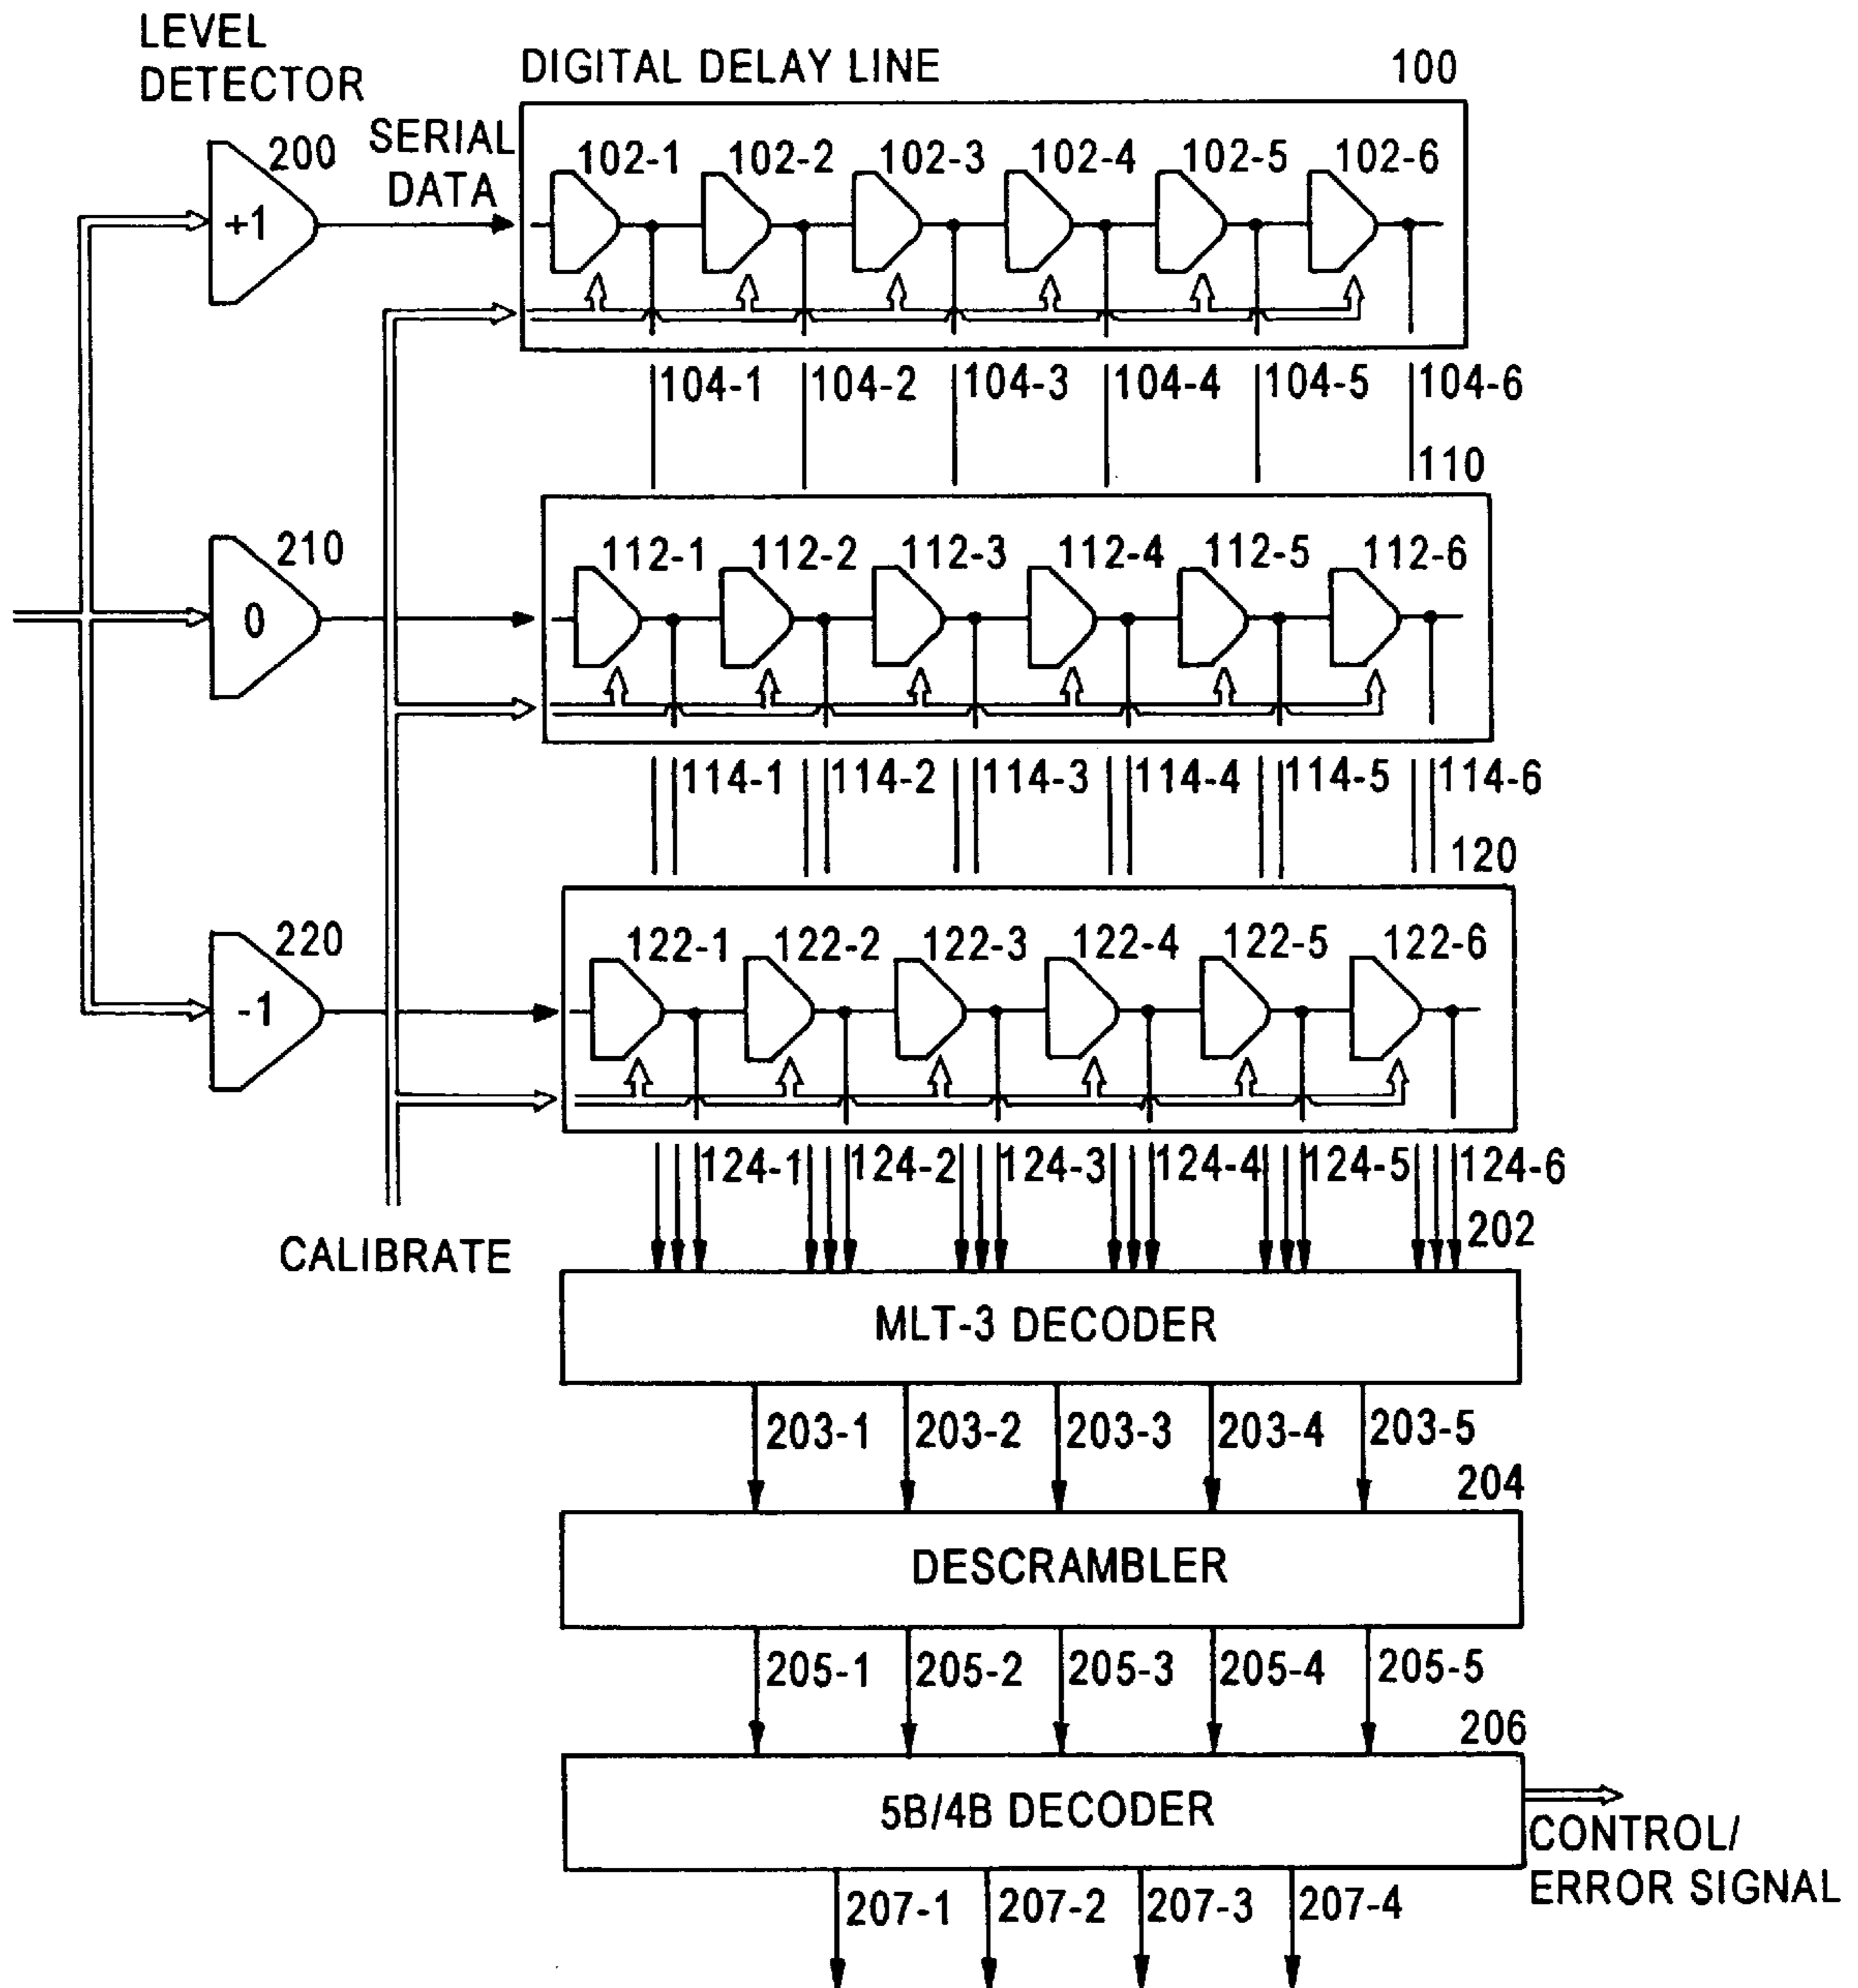 LEVEL
DETECTOR
DIGITAL DELAY LINE
100
200
SERIAL
DATA
102-1 102-2 102-3 102-4 102-5 102-6
+1
104-1 104-2 104-3 104-4 104-5 104-6
110
210
112-1 112-2 112-3 112-4 112-5 112-6
0
114-1 114-2 114-3 114-4 114-5 114-6
120
220
122-1 122-2 122-3 122-4 122-5 122-6
-1
124-1 124-2 124-3 124-4 124-5 124-6
202
CALIBRATE
MLT-3 DECODER
203-1 203-2 203-3 203-4 203-5
204
DESCRAMBLER
205-1 205-2 205-3 205-4 205-5
206
5B/4B DECODER
CONTROL/
ERROR SIGNAL
207-1 207-2 207-3 207-4